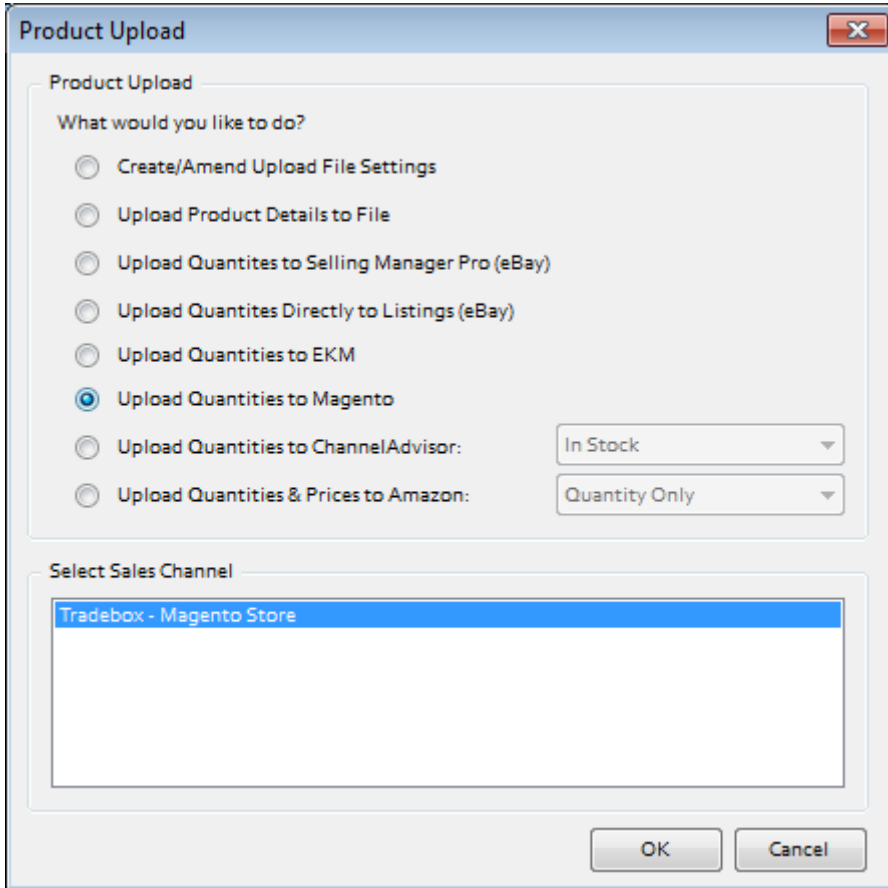 Product Upload
Product Upload
What would you like to do?
Create/Amend Upload File Settings
Upload Product Details to File
Upload Quantites to Selling Manager Pro (eBay)
Upload Quantites Directly to Listings (eBay)
Upload Quantities to EKM
Upload Quantities to Magento
Upload Quantities to ChannelAdvisor: In Stock
Upload Quantities & Prices to Amazon: Quantity Only
Select Sales Channel
Tradebox - Magento Store
OK Cancel